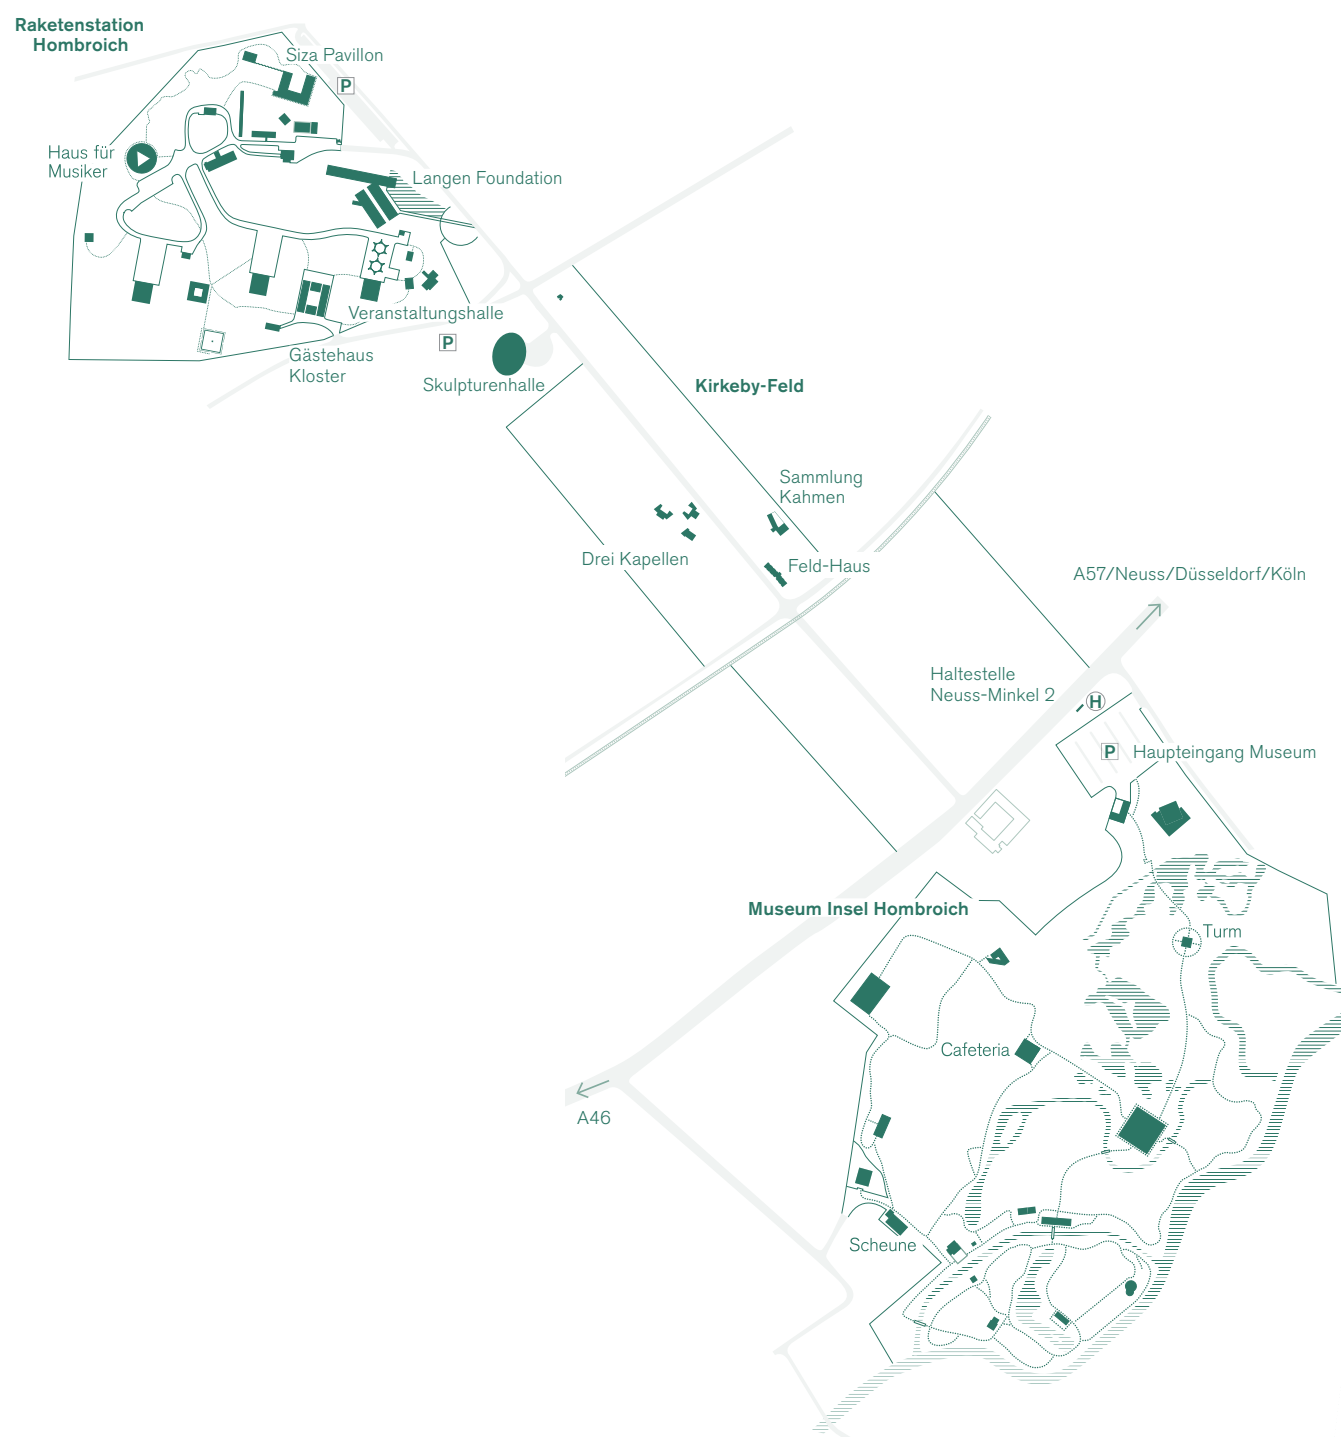 Raketenstation
Hombroich
Siza Pavillon
P
Haus für
Musiker
Langen Foundation
Veranstaltungshalle
P
Gästehaus
Kloster
Skulpturenhalle
Kirkeby-Feld
Sammlung
Kahmen
Drei Kapellen
Feld-Haus
A57/Neuss/Düsseldorf/Köln
Haltestelle
Neuss-Minkel 2
H
P
Haupteingang Museum
Museum Insel Hombroich
Turm
Cafeteria
A46
Scheune